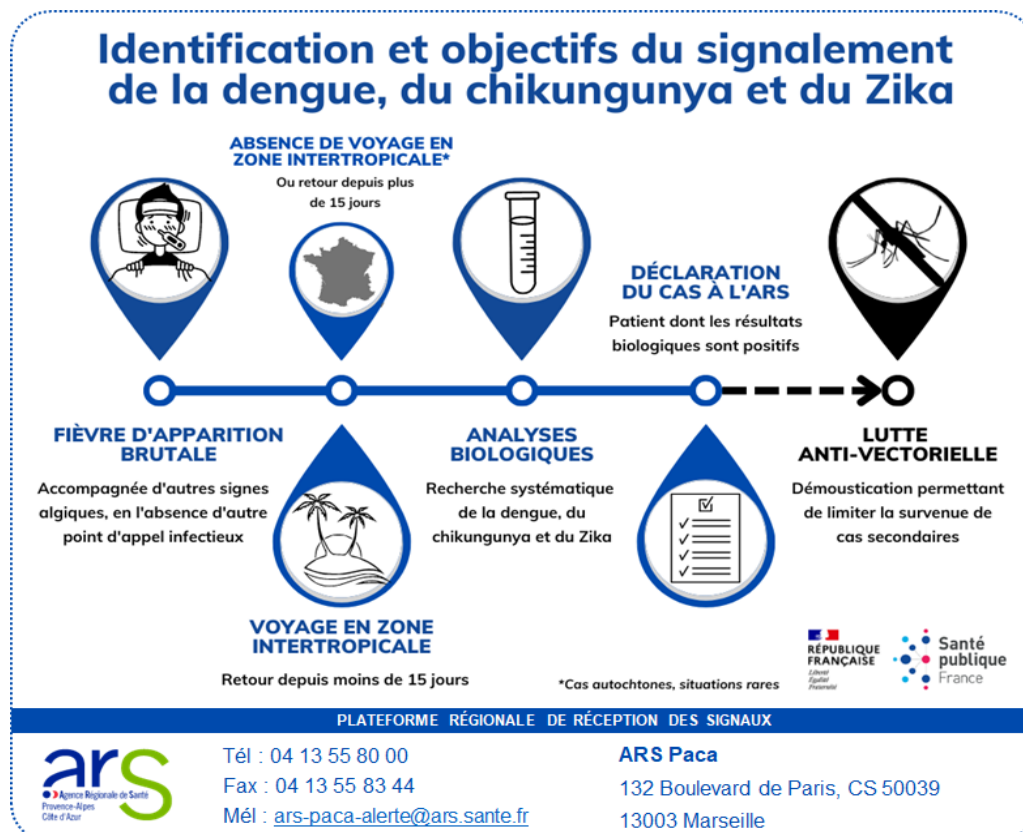 Identification et objectifs du signalement
de la dengue, du chikungunya et du Zika
ABSENCE DE VOYAGE EN
ZONE INTERTROPICALE*
Ou retour depuis plus
de 15 jours
DÉCLARATION
DU CAS À L'ARS
Patient dont les résultats
biologiques sont positifs
FIÈVRE D'APPARITION
BRUTALE
Accompagnée d'autres signes
algiques, en l'absence d'autre
point d'appel infectieux
ANALYSES
BIOLOGIQUES
Recherche systématique
de la dengue, du
chikungunya et du Zika
LUTTE
ANTI-VECTORIELLE
Démoustication permettant
de limiter la survenue de
cas secondaires
VOYAGE EN ZONE
INTERTROPICALE
Retour depuis moins de 15 jours
*Cas autochtones, situations rares
RÉPUBLIQUE
FRANÇAISE
Liberté
Égalité
Fraternité
Santé
publique
France
PLATEFORME RÉGIONALE DE RÉCEPTION DES SIGNAUX
ars
Agence Régionale de Santé
Provence-Alpes
Côte d'Azur
Tél : 04 13 55 80 00
Fax : 04 13 55 83 44
Mél : ars-paca-alerte@ars.sante.fr
ARS Paca
132 Boulevard de Paris, CS 50039
13003 Marseille